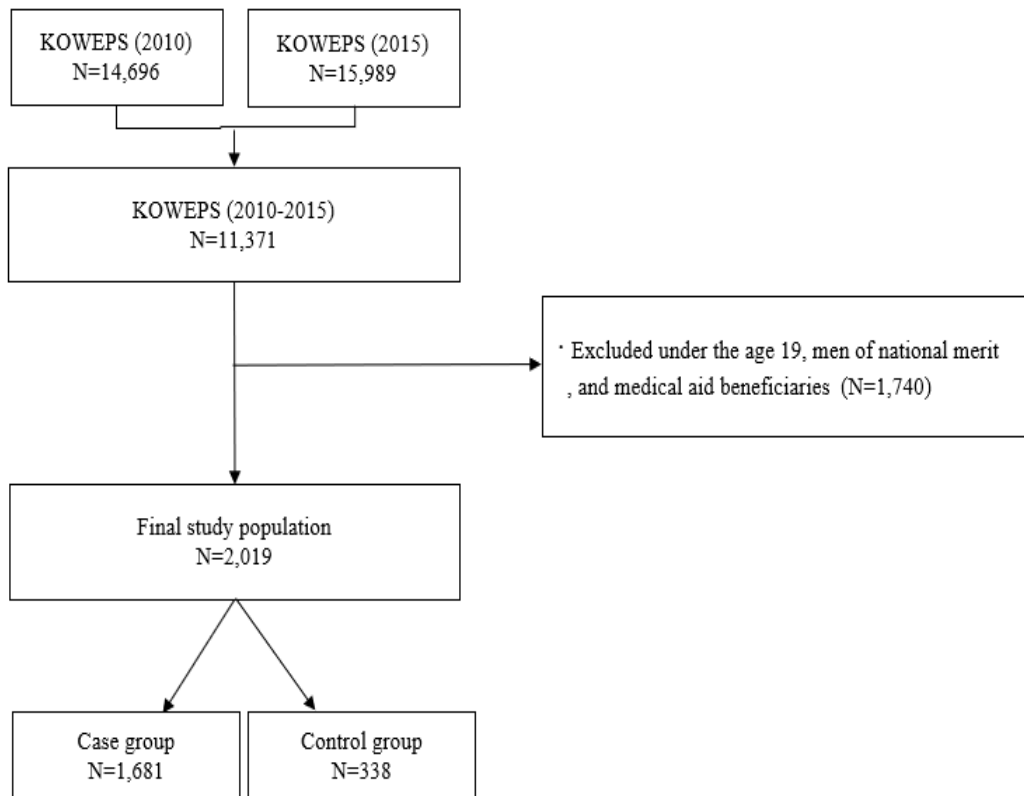 KOWEPS (2010)
N=14,696
KOWEPS (2015)
N=15,989
KOWEPS (2010-2015)
N=11,371
· Excluded under the age 19, men of national merit
, and medical aid beneficiaries (N=1,740)
Final study population
N=2,019
Case group
N=1,681
Control group
N=338